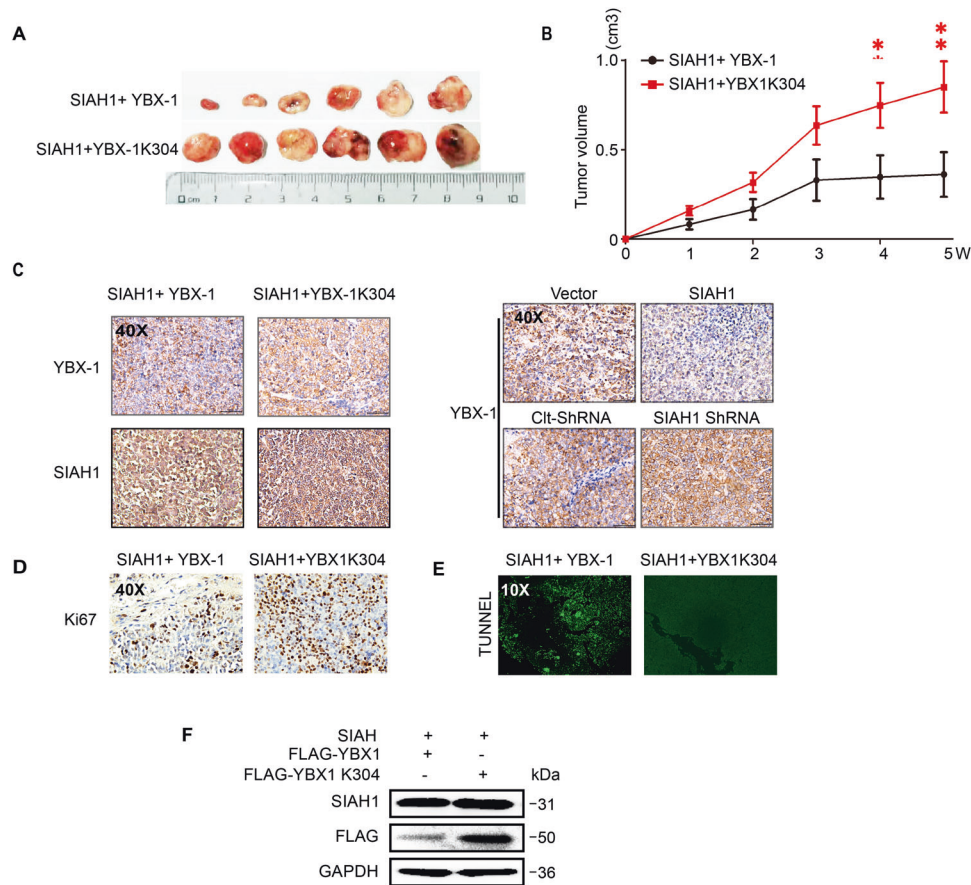 A
SIAH1+ YBX-1
SIAH1+YBX-1K304
0 cm 1 2 3 4 5 6 7 8 9 10
B
(cm3)
Tumor volume
1.0
0.5
0
SIAH1+ YBX-1
SIAH1+YBX1K304
* *
* *
0 1 2 3 4 5 W
C
SIAH1+ YBX-1 SIAH1+YBX-1K304
YBX-1
40X
SIAH1
Vector SIAH1
40X
YBX-1
Clt-ShRNA SIAH1 ShRNA
D
SIAH1+ YBX-1 SIAH1+YBX1K304
Ki67
40X
E
SIAH1+ YBX-1 SIAH1+YBX1K304
TUNNEL
10X
F
SIAH + +
FLAG-YBX1 + -
FLAG-YBX1 K304 - + kDa
SIAH1 -31
FLAG -50
GAPDH -36